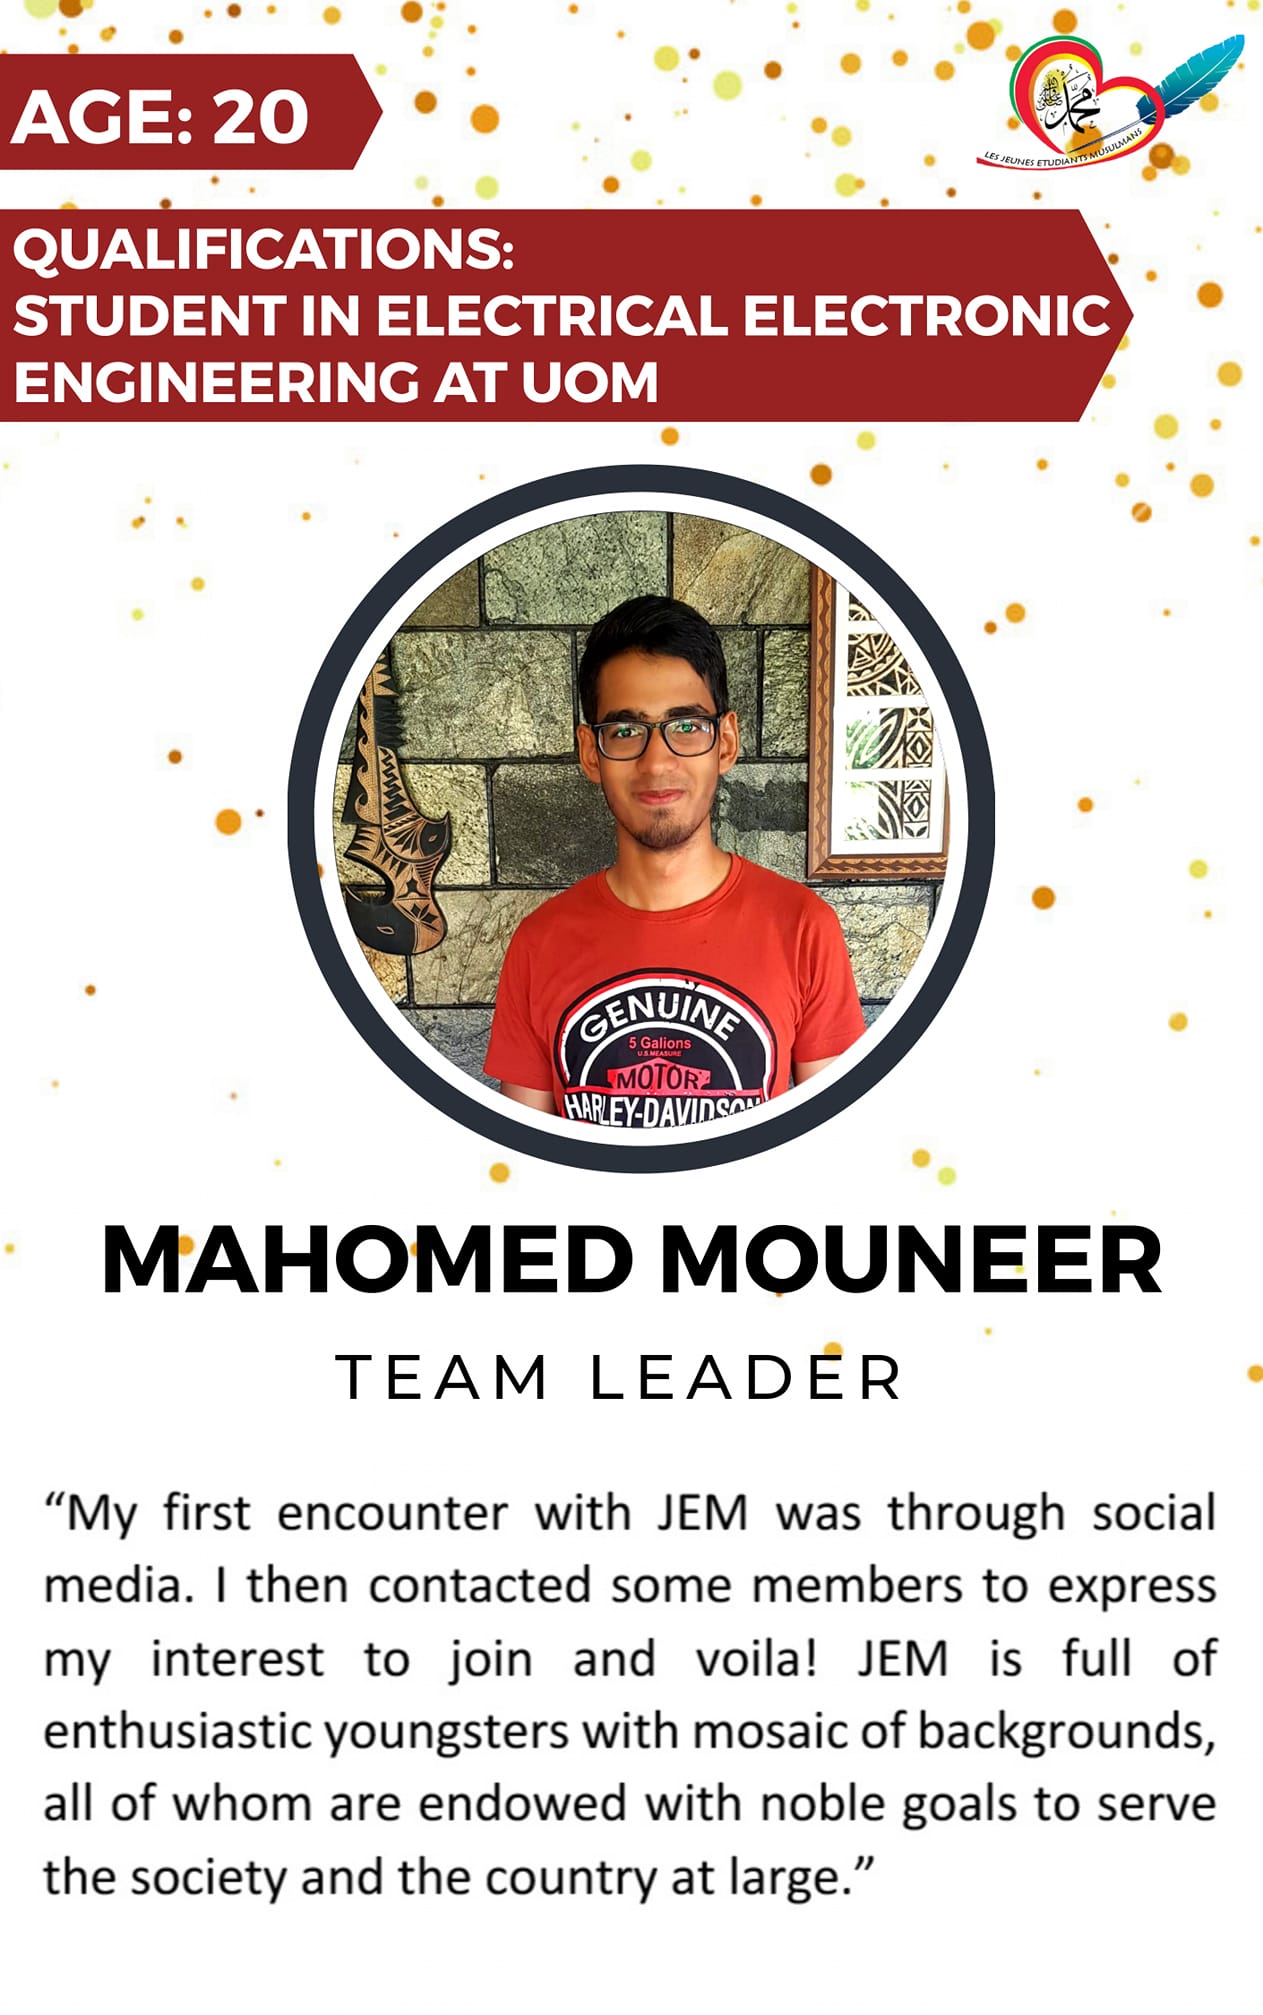 AGE: 20
LES JEUNES ETUDIANTS MUSULMANS
QUALIFICATIONS:
STUDENT IN ELECTRICAL ELECTRONIC
ENGINEERING AT UOM
GENUINE
5 Galions
U.S.MEASURE
MOTOR
HARLEY-DAVIDSON
MAHOMED MOUNEER
TEAM LEADER
“My first encounter with JEM was through social
media. I then contacted some members to express
my interest to join and voila! JEM is full of
enthusiastic youngsters with mosaic of backgrounds,
all of whom are endowed with noble goals to serve
the society and the country at large.”